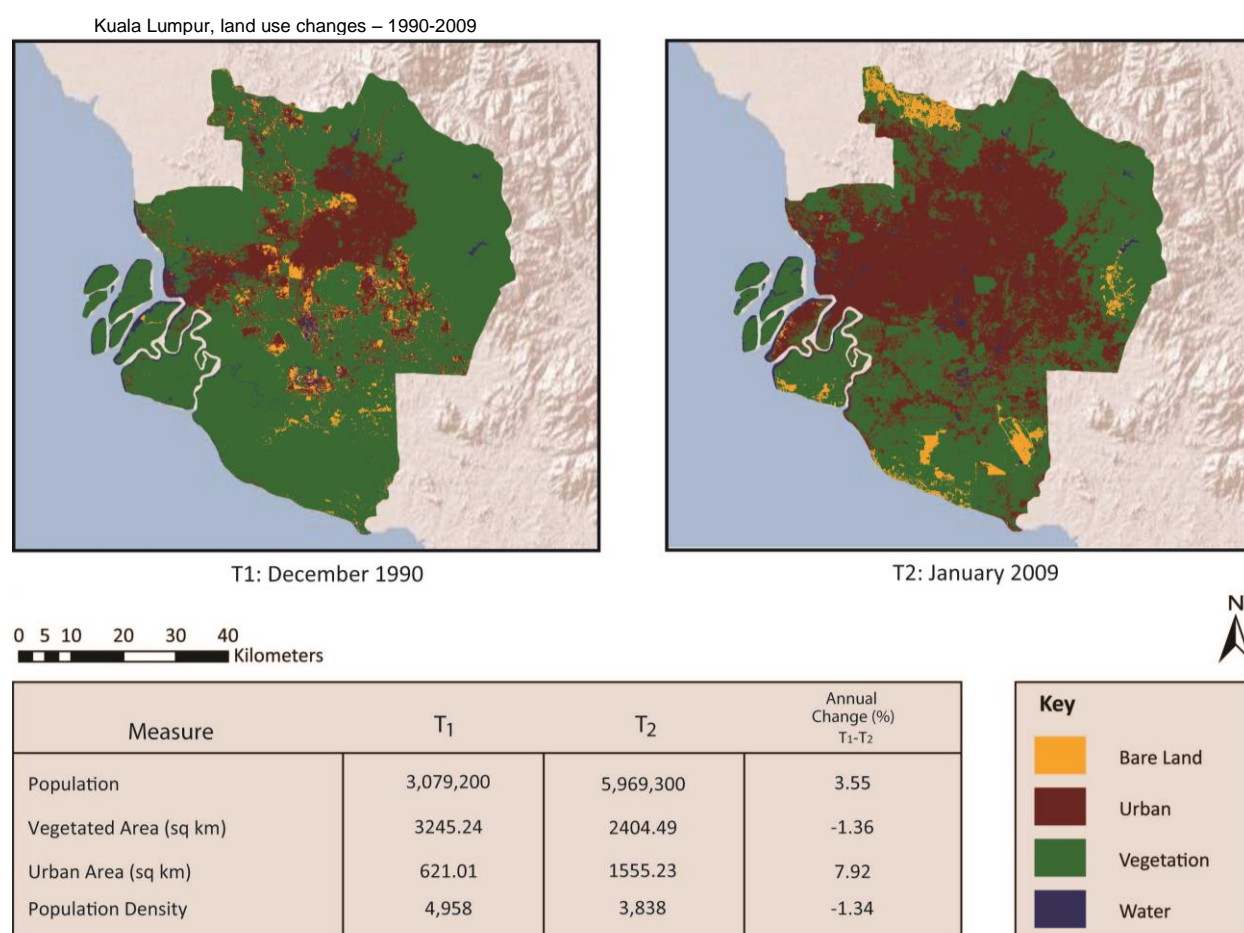 Kuala Lumpur, land use changes – 1990-2009
T1: December 1990
T2: January 2009
0 5 10 20 30 40
Kilometers
N
Measure T1 T2 Annual Change (%) T1-T2
Population 3,079,200 5,969,300 3.55
Vegetated Area (sq km) 3245.24 2404.49 -1.36
Urban Area (sq km) 621.01 1555.23 7.92
Population Density 4,958 3,838 -1.34
Key
Bare Land
Urban
Vegetation
Water